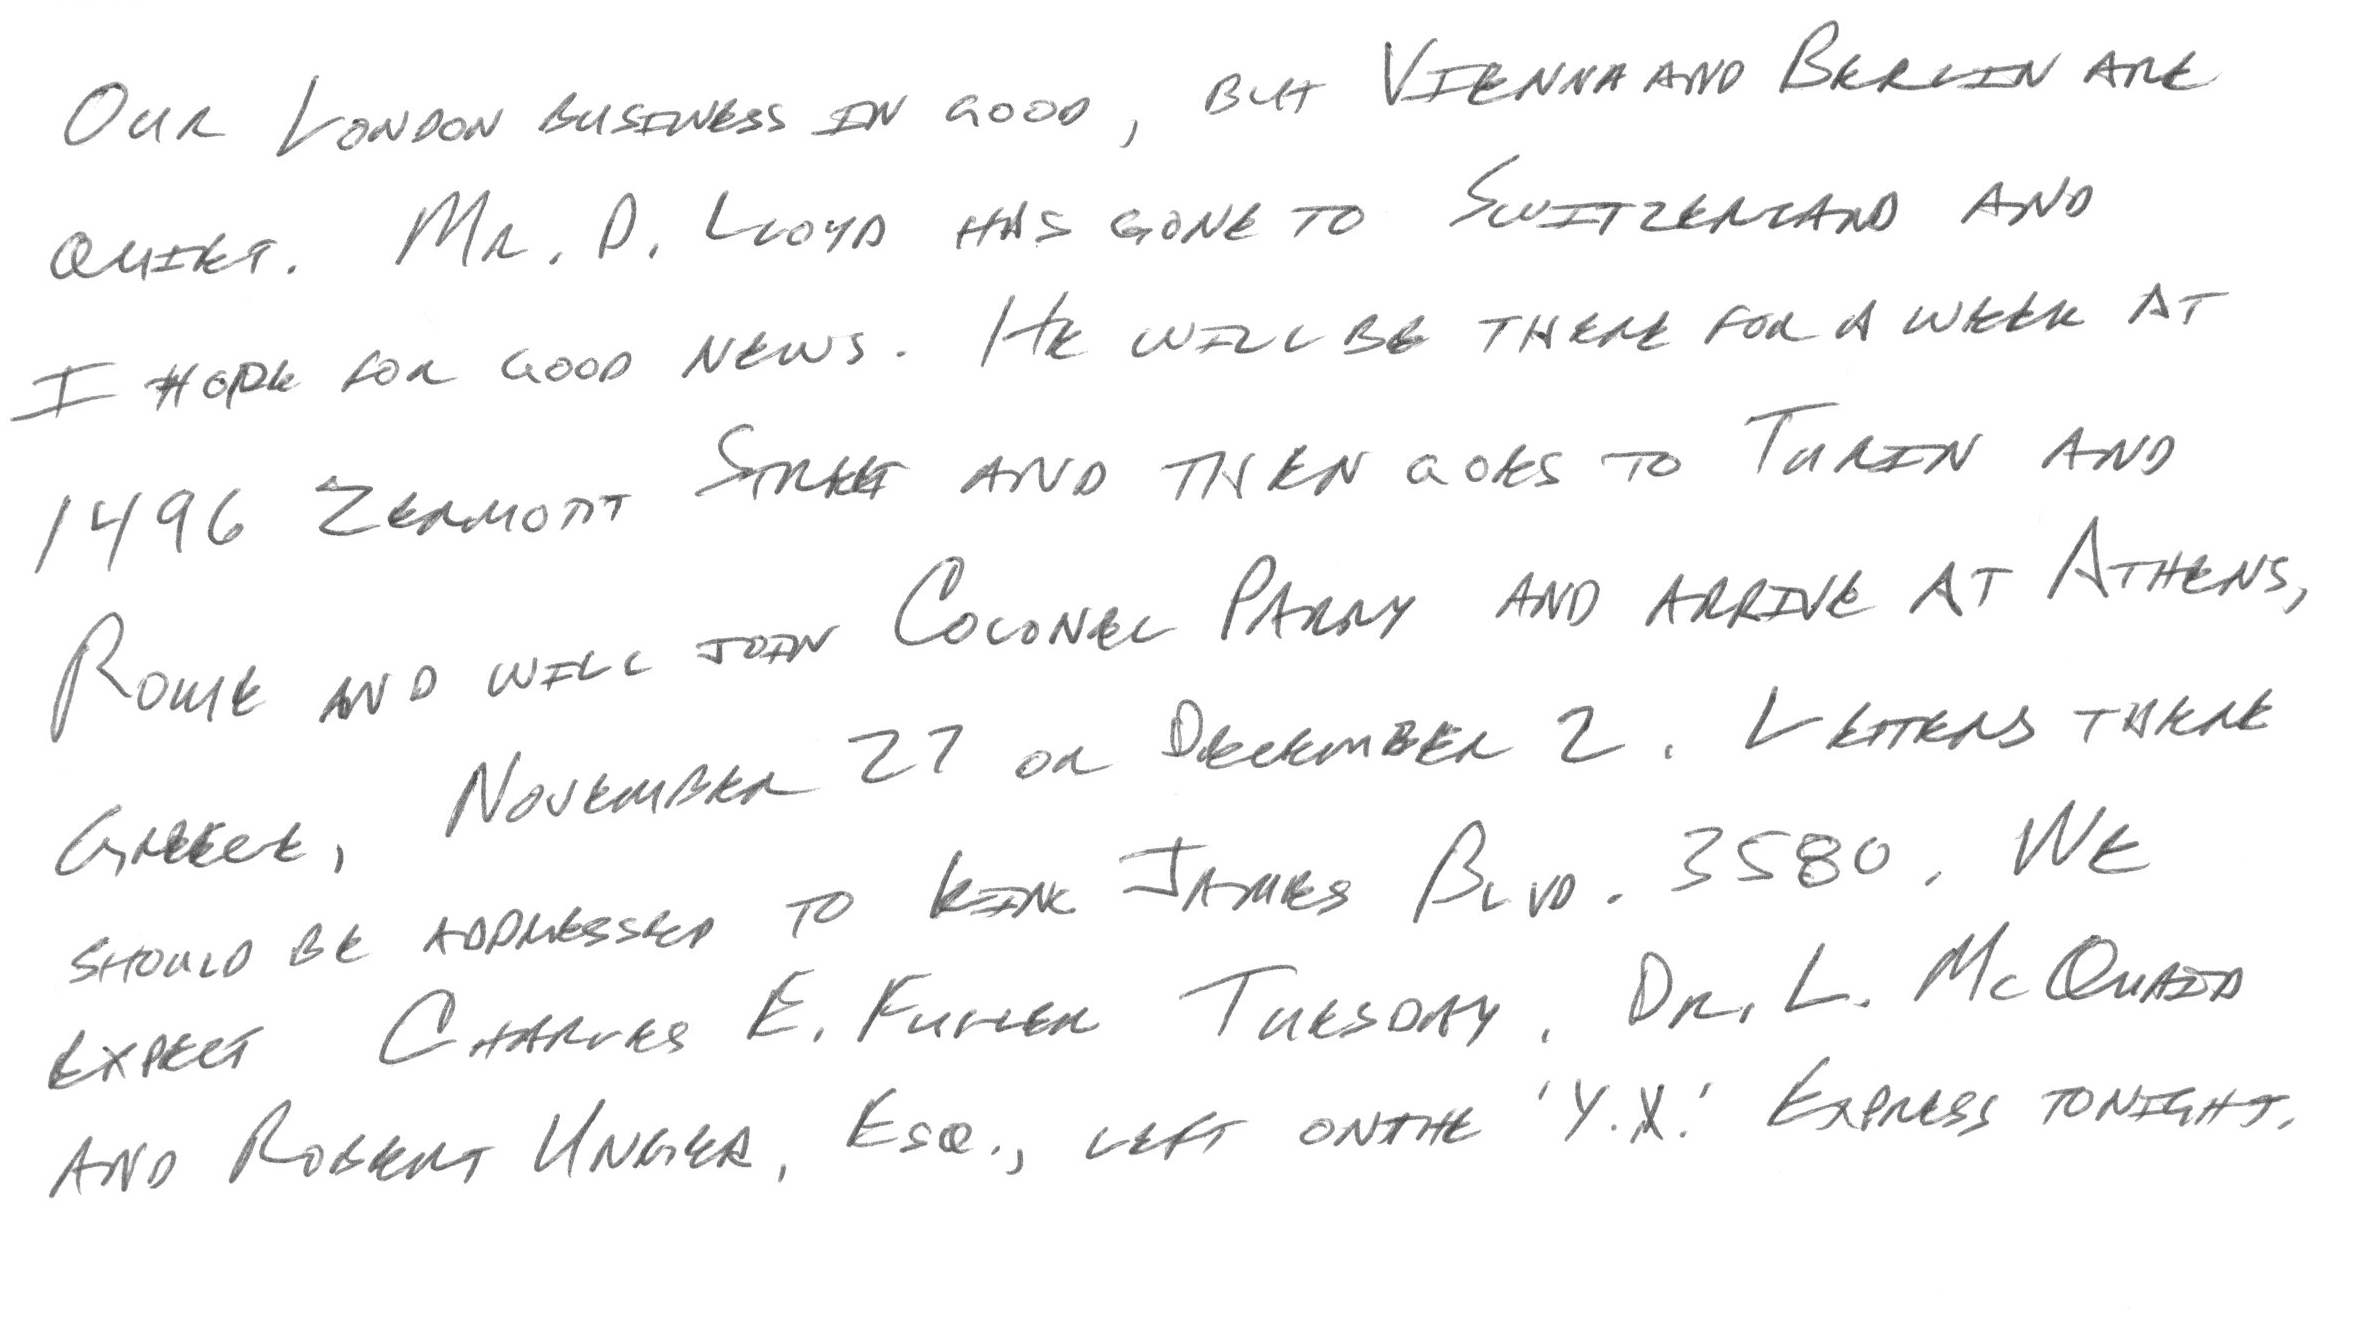 Our London business in good, but Vienna and Berlin are
quiet. Mr. D. Lloyd has gone to Switzerland and
I hope for good news. He will be there for a week at
1496 Zermott Street and then goes to Turin and
Rome and will join Colonel Parry and arrive at Athens,
Greece, November 27 or December 2. Letters there
should be addressed to King James Blvd. 3580. We
expect Charles E. Fuller Tuesday. Dr. L. McQuaid
and Robert Unger, Esq., left on the 'Y.X.' Express tonight.